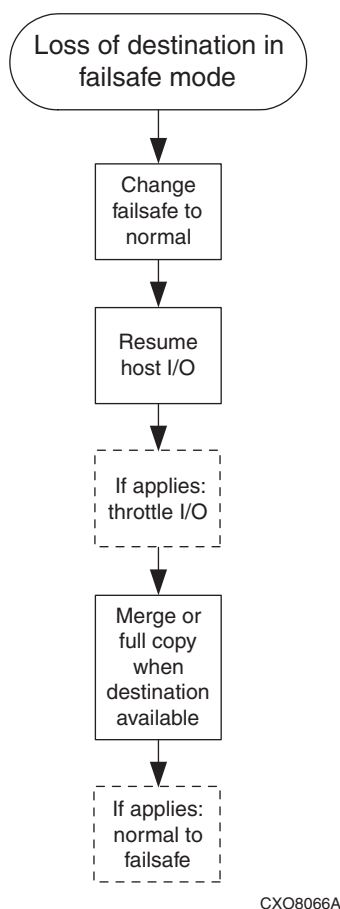 Loss of destination in
failsafe mode
Change
failsafe to
normal
Resume
host I/O
If applies:
throttle I/O
Merge or
full copy
when
destination
available
If applies:
normal to
failsafe
CXO8066A